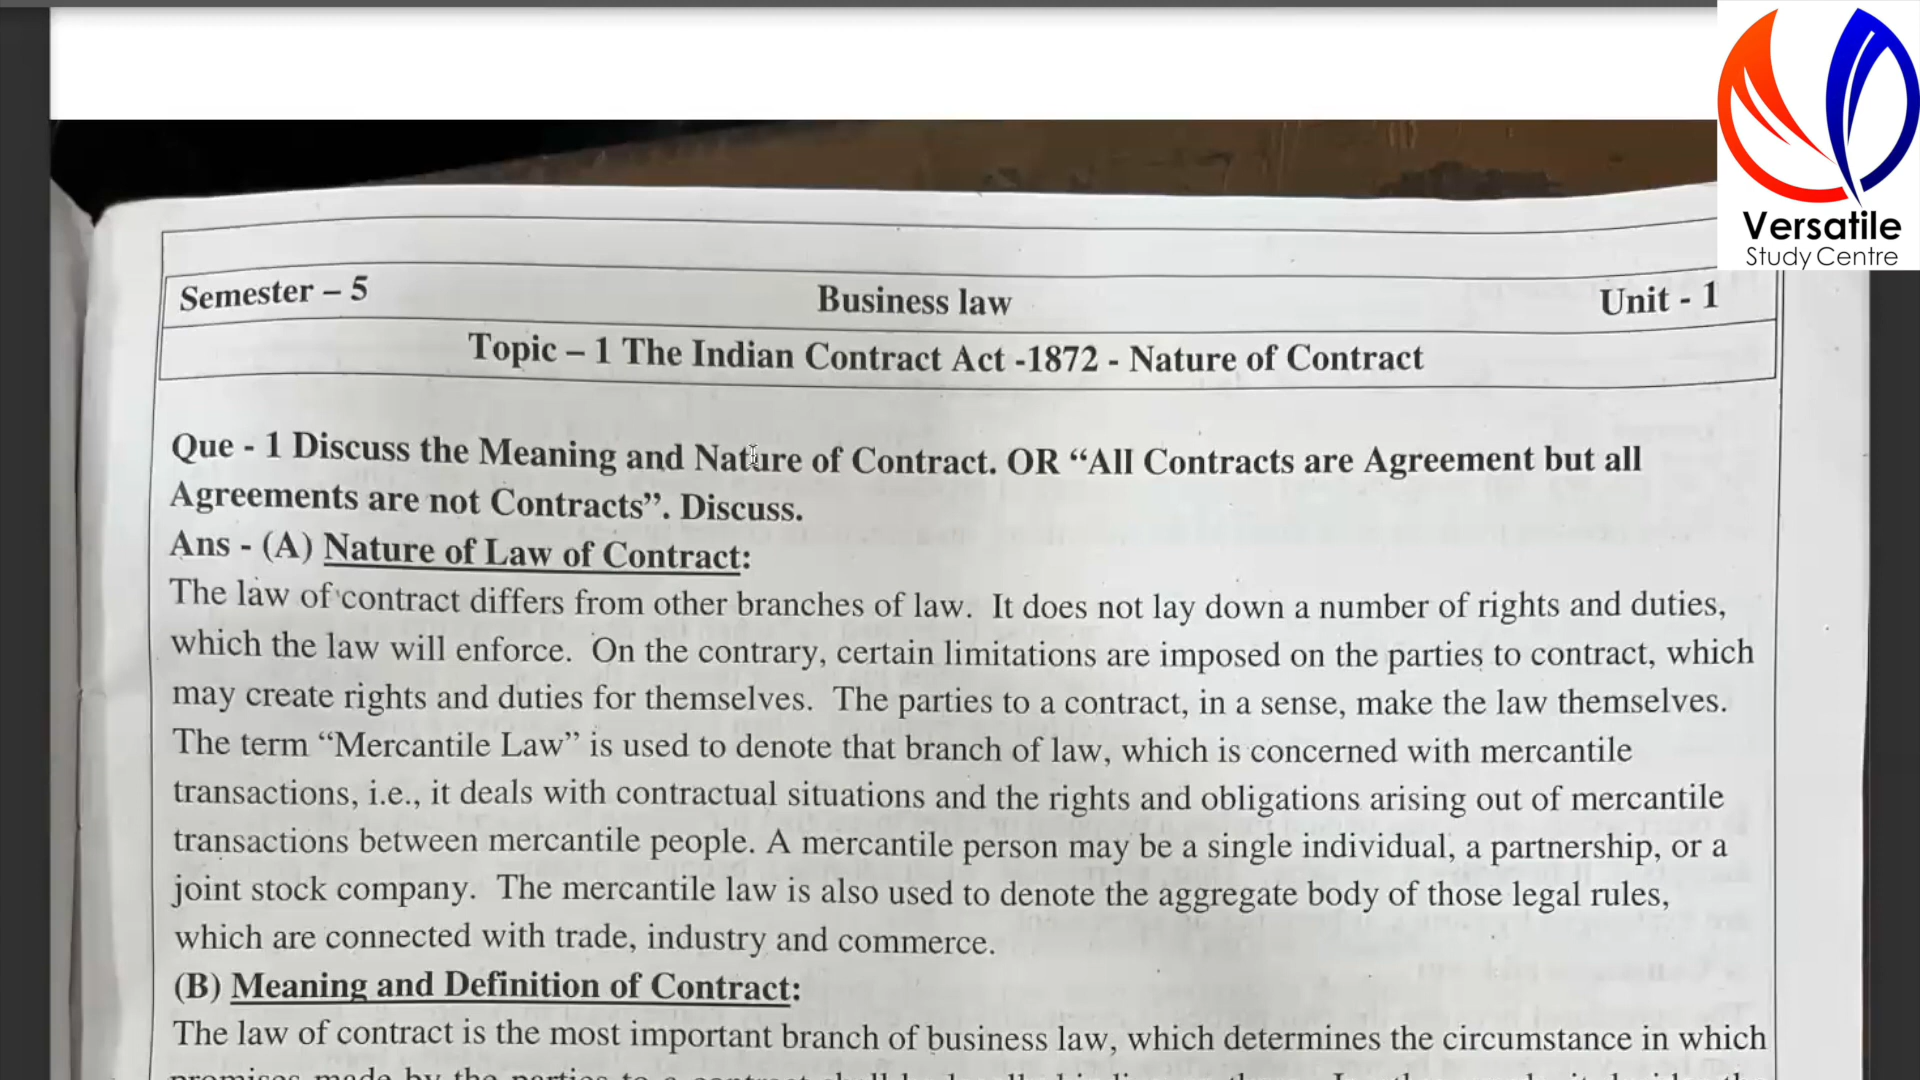 Versatile
Study Centre
Semester – 5 Business law Unit - 1
Topic – 1 The Indian Contract Act -1872 - Nature of Contract
Que - 1 Discuss the Meaning and Nature of Contract. OR “All Contracts are Agreement but all
Agreements are not Contracts”. Discuss.
Ans - (A) Nature of Law of Contract:
The law of contract differs from other branches of law. It does not lay down a number of rights and duties,
which the law will enforce. On the contrary, certain limitations are imposed on the parties to contract, which
may create rights and duties for themselves. The parties to a contract, in a sense, make the law themselves.
The term “Mercantile Law” is used to denote that branch of law, which is concerned with mercantile
transactions, i.e., it deals with contractual situations and the rights and obligations arising out of mercantile
transactions between mercantile people. A mercantile person may be a single individual, a partnership, or a
joint stock company. The mercantile law is also used to denote the aggregate body of those legal rules,
which are connected with trade, industry and commerce.
(B) Meaning and Definition of Contract:
The law of contract is the most important branch of business law, which determines the circumstance in which